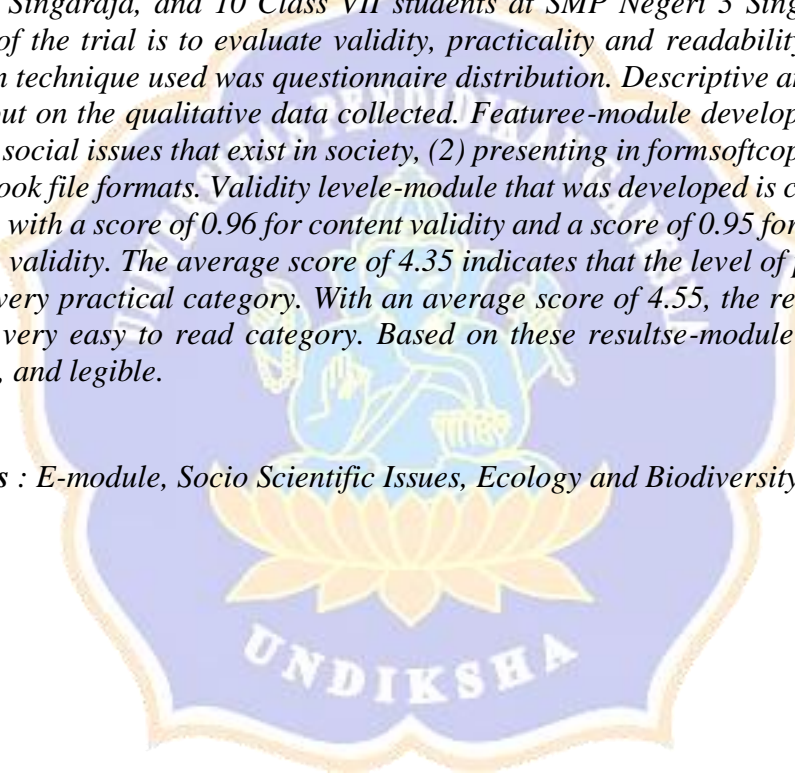 Singaraja, and 10 Class VII students at SMP Negeri 3 Sing
of the trial is to evaluate validity, practicality and readability
n technique used was questionnaire distribution. Descriptive a
out on the qualitative data collected. Featuree-module develop
social issues that exist in society, (2) presenting in formsoftcop
ook file formats. Validity levele-module that was developed is c
with a score of 0.96 for content validity and a score of 0.95 for
validity. The average score of 4.35 indicates that the level of p
very practical category. With an average score of 4.55, the re
very easy to read category. Based on these resultse-module
, and legible.
s : E-module, Socio Scientific Issues, Ecology and Biodiversity
UNDIKSHA